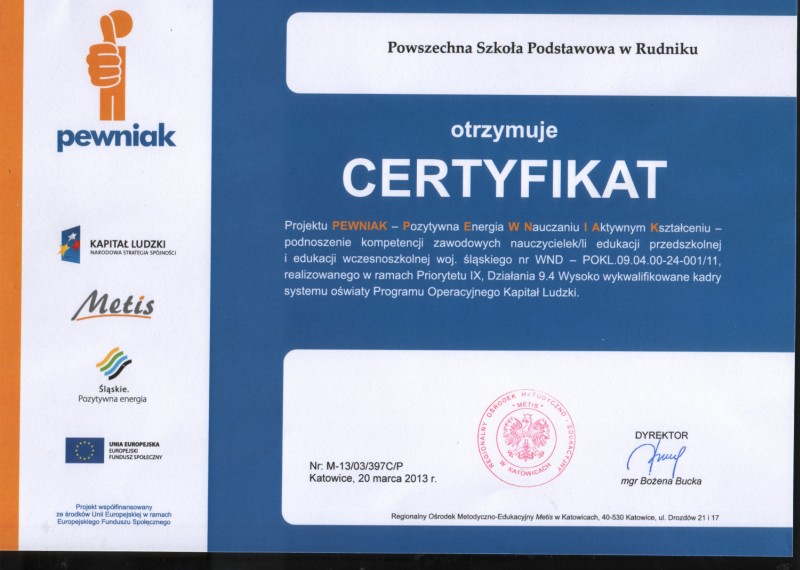 pewniak
KAPITAŁ LUDZKI
NARODOWA STRATEGIA SPÓJNOŚCI
Metis
Śląskie.
Pozytywna energia
UNIA EUROPEJSKA
EUROPEJSKI
FUNDUSZ SPOŁECZNY
Projekt współfinansowany
ze środków Unii Europejskiej w ramach
Europejskiego Funduszu Społecznego
Powszechna Szkoła Podstawowa w Rudniku
otrzymuje
CERTYFIKAT
Projektu PEWNIAK – Pozytywna Energia W Nauczaniu I Aktywnym Kształceniu –
podnoszenie kompetencji zawodowych nauczycielek/li edukacji przedszkolnej
i edukacji wczesnoszkolnej woj. śląskiego nr WND – POKL.09.04.00-24-001/11,
realizowanego w ramach Priorytetu IX, Działania 9.4 Wysoko wykwalifikowane kadry
systemu oświaty Programu Operacyjnego Kapitał Ludzki.
REGIONALNY OŚRODEK METODYCZNO-EDUKACYJNY
"METIS"
W KATOWICACH
Nr: M-13/03/397C/P
Katowice, 20 marca 2013 r.
DYREKTOR
mgr Bożena Bucka
Regionalny Ośrodek Metodyczno-Edukacyjny Metis w Katowicach, 40-530 Katowice, ul. Drozdów 21 i 17